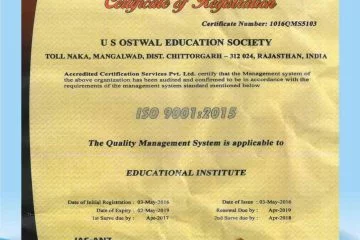 Certificate of Registration
Certificate Number: 1016QMS5103
U S OSTWAL EDUCATION SOCIETY
TOLL NAKA, MANGALWAD, DIST. CHITTORGARH – 312 024, RAJASTHAN, INDIA
Accredited Certification Services Pvt. Ltd. certify that the Management system of
the above organization has been audited and confirmed to be in accordance with the
requirements of the management system standard mentioned below
ISO 9001:2015
The Quality Management System is applicable to
EDUCATIONAL INSTITUTE
Date of Initial Registration : 03-May-2016 Date of Issue : 03-May-2016
Date of Expiry : 02-May-2019 Renewal Due by : Apr-2019
1st Surve Due by : Apr-2017 2nd Surve due by : Apr-2018
JAS-ANZ